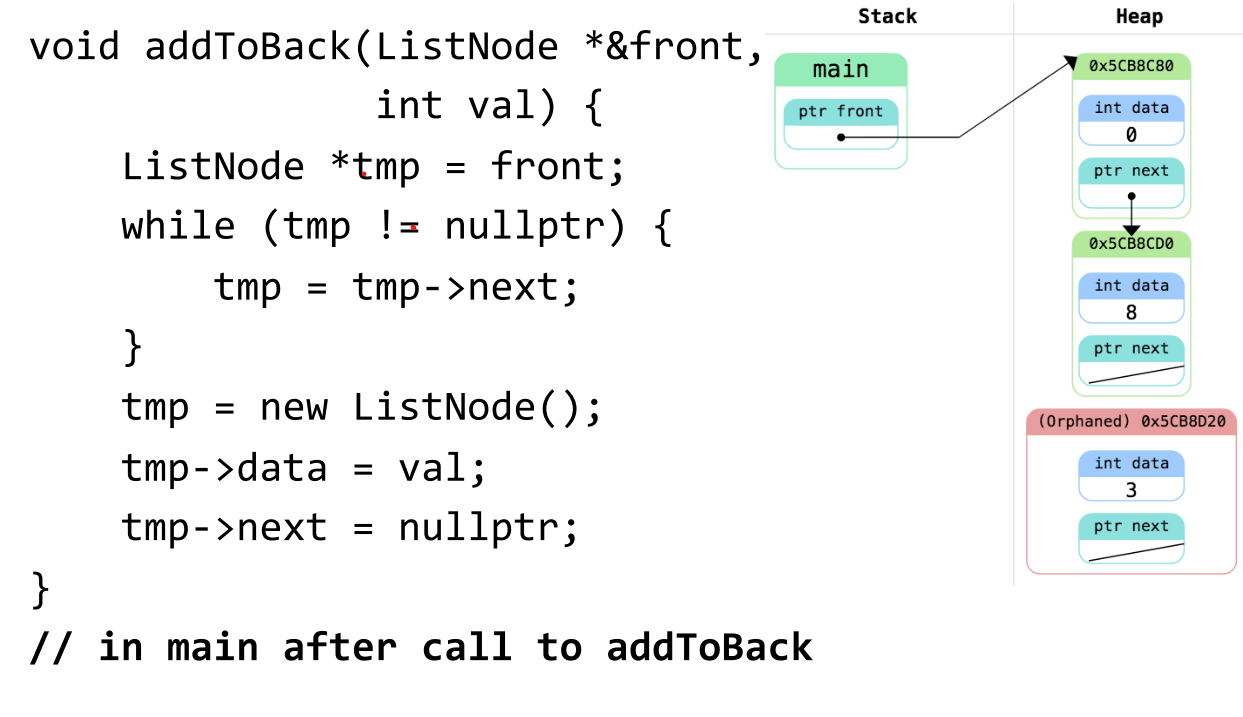 void addToBack(ListNode *&front,
int val) {
ListNode *tmp = front;
while (tmp != nullptr) {
tmp = tmp->next;
}
tmp = new ListNode();
tmp->data = val;
tmp->next = nullptr;
}
// in main after call to addToBack
Stack
main
ptr front
Heap
0x5CB8C80
int data
0
ptr next
0x5CB8CD0
int data
8
ptr next
(Orphaned) 0x5CB8D20
int data
3
ptr next